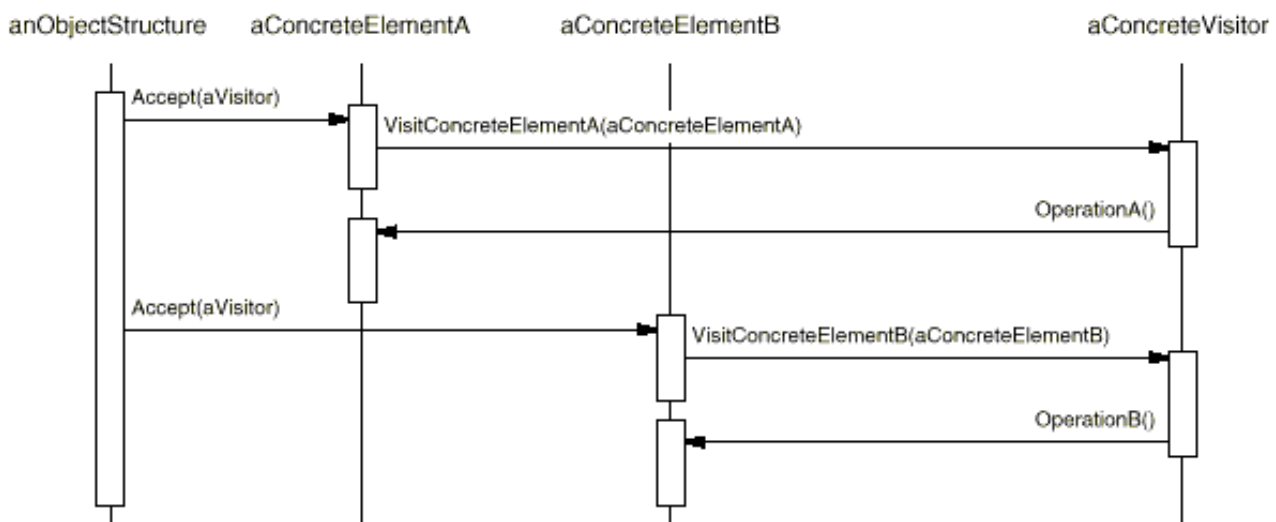 anObjectStructure aConcreteElementA aConcreteElementB aConcreteVisitor
Accept(aVisitor)
VisitConcreteElementA(aConcreteElementA)
OperationA()
Accept(aVisitor)
VisitConcreteElementB(aConcreteElementB)
OperationB()